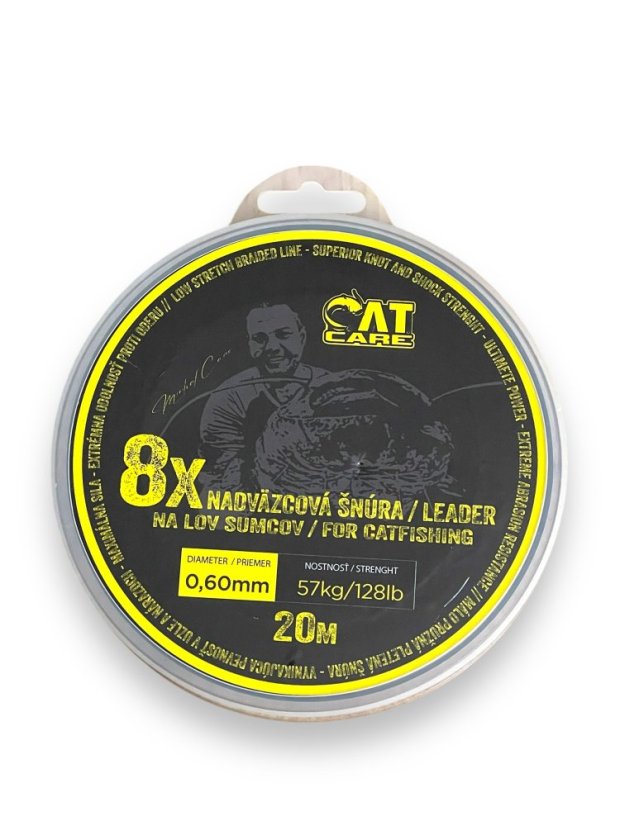 LOW STRETCH BRAIDED LINE - SUPERIOR KNOT AND SHOCK STRENGHT - ULTIMETE POWER - EXTREME ABRASION RESISTANCE // MÁLO PRUŽNÁ PLETENÁ ŠNÚRA - VYNIKAJÚCA PEVNOSŤ V UZLE A NÁRAZOCH - MAXIMÁLNA SILA - EXTRÉMNA ODOLNOSŤ PROTI ODERU //
CAT
CARE
8X
NADVÄZCOVÁ ŠNÚRA / LEADER
NA LOV SUMCOV / FOR CATFISHING
DIAMETER / PRIEMER
0,60mm
NOSTNOSŤ / STRENGHT
57kg/128lb
20M